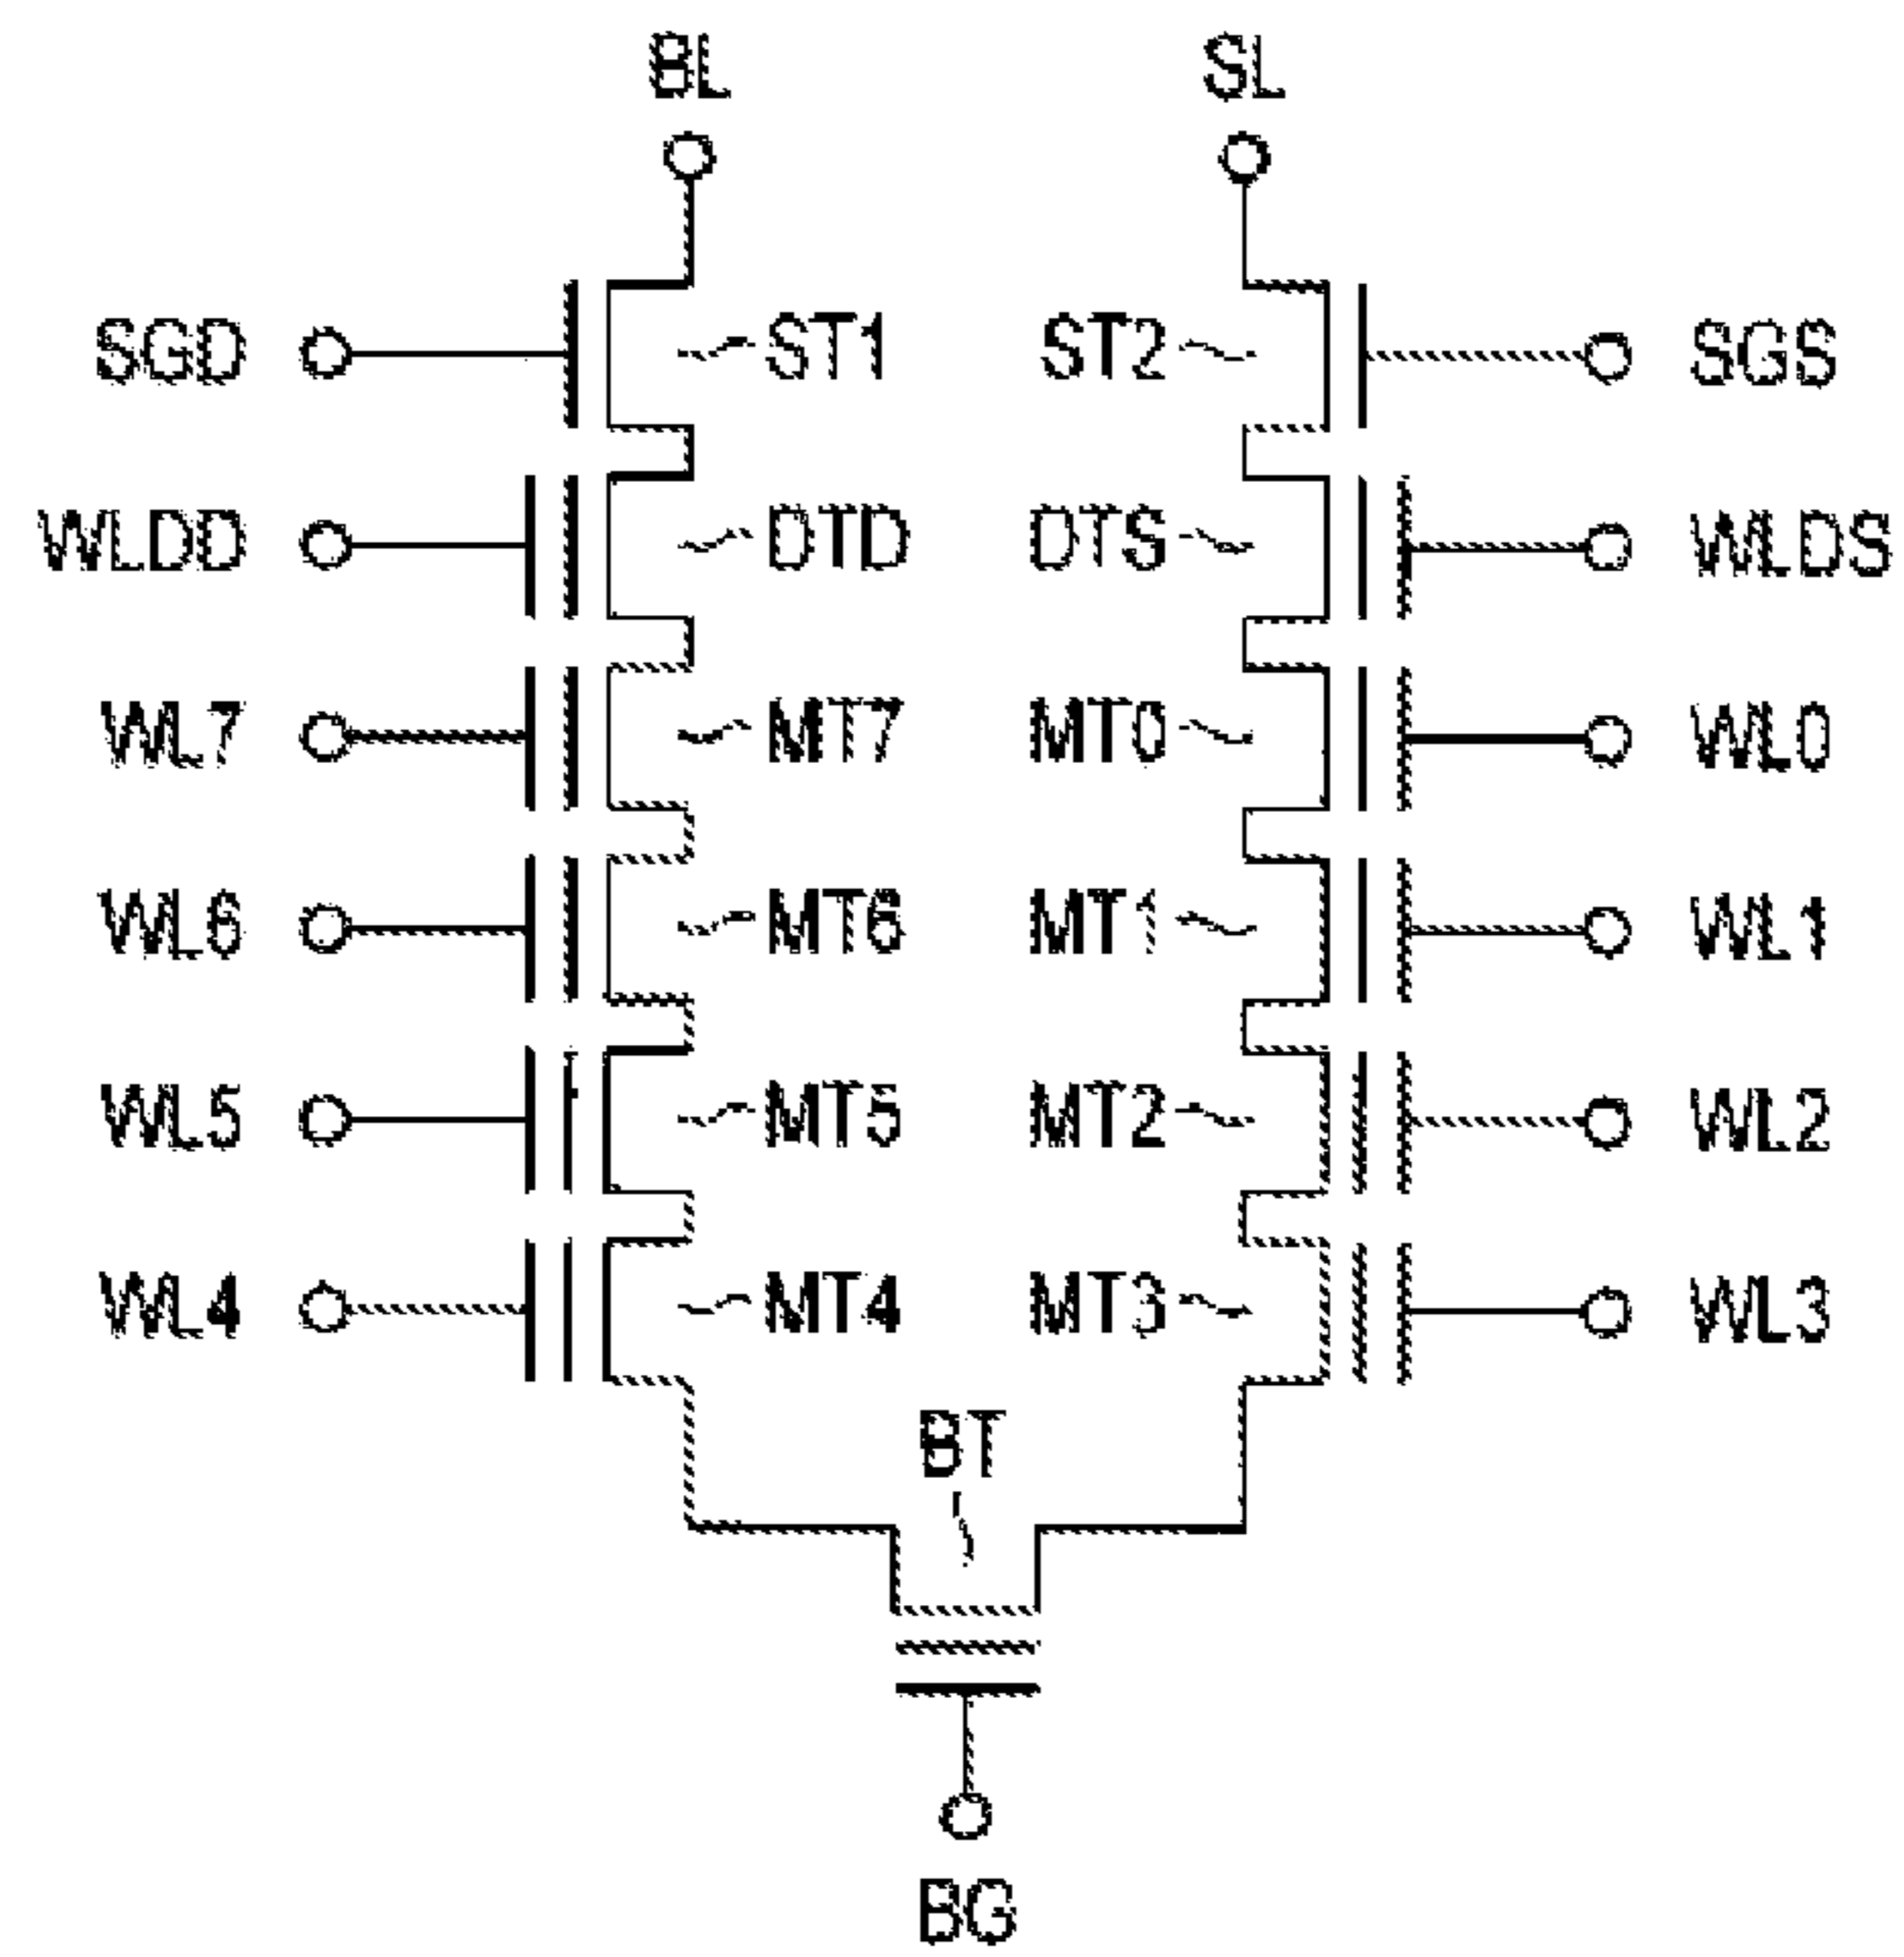 BL SL
SGD ST1 ST2 SGS
WLDD DTD DTS WLDS
WL7 MT7 MT0 WL0
WL6 MT6 MT1 WL1
WL5 MT5 MT2 WL2
WL4 MT4 MT3 WL3
BT
BG